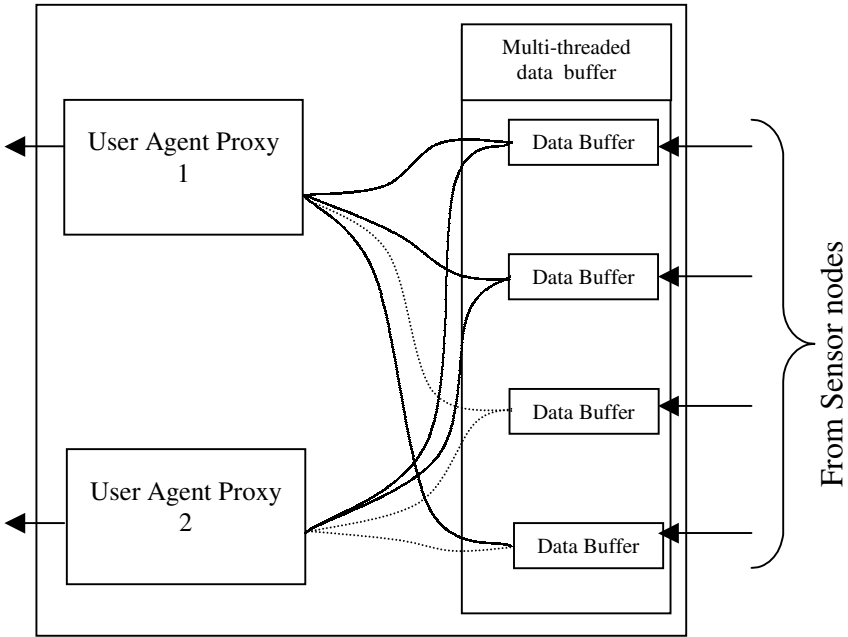 Multi-threaded
data buffer
User Agent Proxy
1
Data Buffer
Data Buffer
Data Buffer
User Agent Proxy
2
Data Buffer
From Sensor nodes